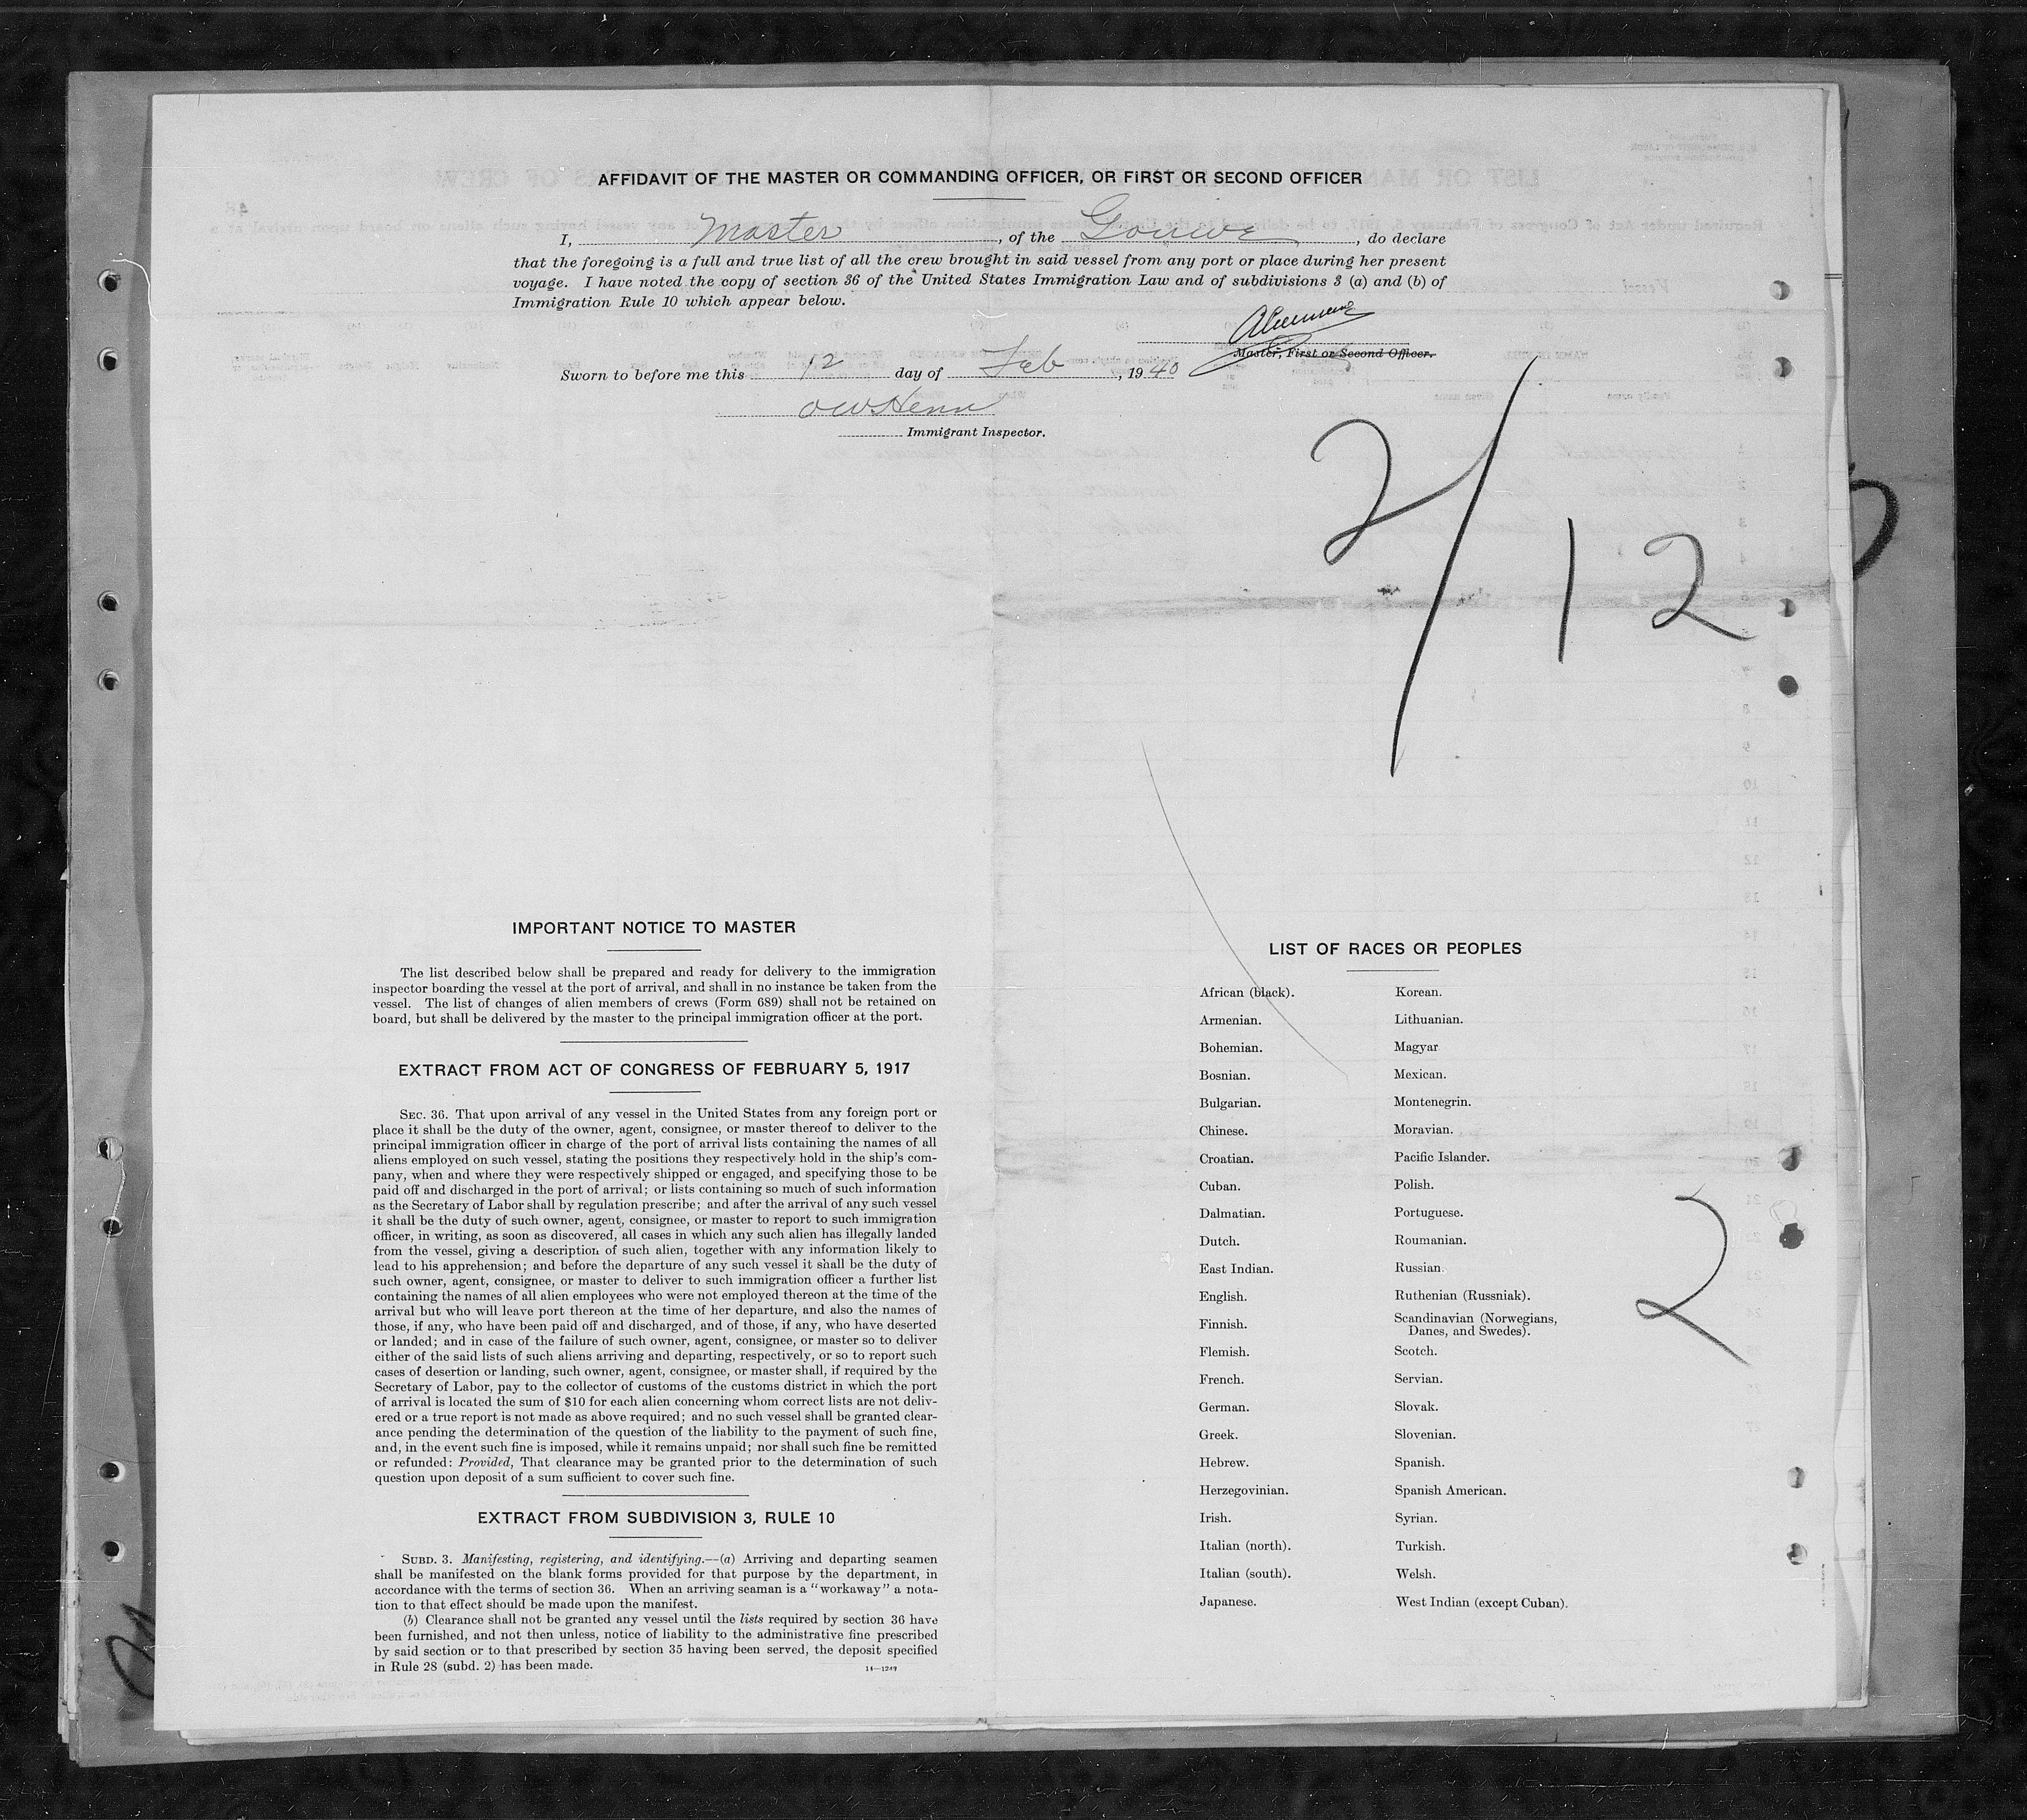 AFFIDAVIT OF THE MASTER OR COMMANDING OFFICER, OR FIRST OR SECOND OFFICER
I, Master, of the Gouwe, do declare
that the foregoing is a full and true list of all the crew brought in said vessel from any port or place during her present
voyage. I have noted the copy of section 36 of the United States Immigration Law and of subdivisions 3 (a) and (b) of
Immigration Rule 10 which appear below.
Master, First or Second Officer.
Sworn to before me this 12 day of Feb, 1940
OW Henn
Immigrant Inspector.
2/12
IMPORTANT NOTICE TO MASTER
The list described below shall be prepared and ready for delivery to the immigration
inspector boarding the vessel at the port of arrival, and shall in no instance be taken from the
vessel. The list of changes of alien members of crews (Form 689) shall not be retained on
board, but shall be delivered by the master to the principal immigration officer at the port.
EXTRACT FROM ACT OF CONGRESS OF FEBRUARY 5, 1917
SEC. 36. That upon arrival of any vessel in the United States from any foreign port or
place it shall be the duty of the owner, agent, consignee, or master thereof to deliver to the
principal immigration officer in charge of the port of arrival lists containing the names of all
aliens employed on such vessel, stating the positions they respectively hold in the ship's com-
pany, when and where they were respectively shipped or engaged, and specifying those to be
paid off and discharged in the port of arrival; or lists containing so much of such information
as the Secretary of Labor shall by regulation prescribe; and after the arrival of any such vessel
it shall be the duty of such owner, agent, consignee, or master to report to such immigration
officer, in writing, as soon as discovered, all cases in which any such alien has illegally landed
from the vessel, giving a description of such alien, together with any information likely to
lead to his apprehension; and before the departure of any such vessel it shall be the duty of
such owner, agent, consignee, or master to deliver to such immigration officer a further list
containing the names of all alien employees who were not employed thereon at the time of the
arrival but who will leave port thereon at the time of her departure, and also the names of
those, if any, who have been paid off and discharged, and of those, if any, who have deserted
or landed; and in case of the failure of such owner, agent, consignee, or master so to deliver
either of the said lists of such aliens arriving and departing, respectively, or so to report such
cases of desertion or landing, such owner, agent, consignee, or master shall, if required by the
Secretary of Labor, pay to the collector of customs of the customs district in which the port
of arrival is located the sum of $10 for each alien concerning whom correct lists are not deliv-
ered or a true report is not made as above required; and no such vessel shall be granted clear-
ance pending the determination of the question of the liability to the payment of such fine,
and, in the event such fine is imposed, while it remains unpaid; nor shall such fine be remitted
or refunded: Provided, That clearance may be granted prior to the determination of such
question upon deposit of a sum sufficient to cover such fine.
EXTRACT FROM SUBDIVISION 3, RULE 10
SUBD. 3. Manifesting, registering, and identifying.—(a) Arriving and departing seamen
shall be manifested on the blank forms provided for that purpose by the department, in
accordance with the terms of section 36. When an arriving seaman is a "workaway" a nota-
tion to that effect should be made upon the manifest.
(b) Clearance shall not be granted any vessel until the lists required by section 36 have
been furnished, and not then unless, notice of liability to the administrative fine prescribed
by said section or to that prescribed by section 35 having been served, the deposit specified
in Rule 28 (subd. 2) has been made.
14—1249
LIST OF RACES OR PEOPLES
African (black). Korean.
Armenian. Lithuanian.
Bohemian. Magyar
Bosnian. Mexican.
Bulgarian. Montenegrin.
Chinese. Moravian.
Croatian. Pacific Islander.
Cuban. Polish.
Dalmatian. Portuguese.
Dutch. Roumanian.
East Indian. Russian.
English. Ruthenian (Russniak).
Finnish. Scandinavian (Norwegians,
Danes, and Swedes).
Flemish. Scotch.
French. Servian.
German. Slovak.
Greek. Slovenian.
Hebrew. Spanish.
Herzegovinian. Spanish American.
Irish. Syrian.
Italian (north). Turkish.
Italian (south). Welsh.
Japanese. West Indian (except Cuban).
2